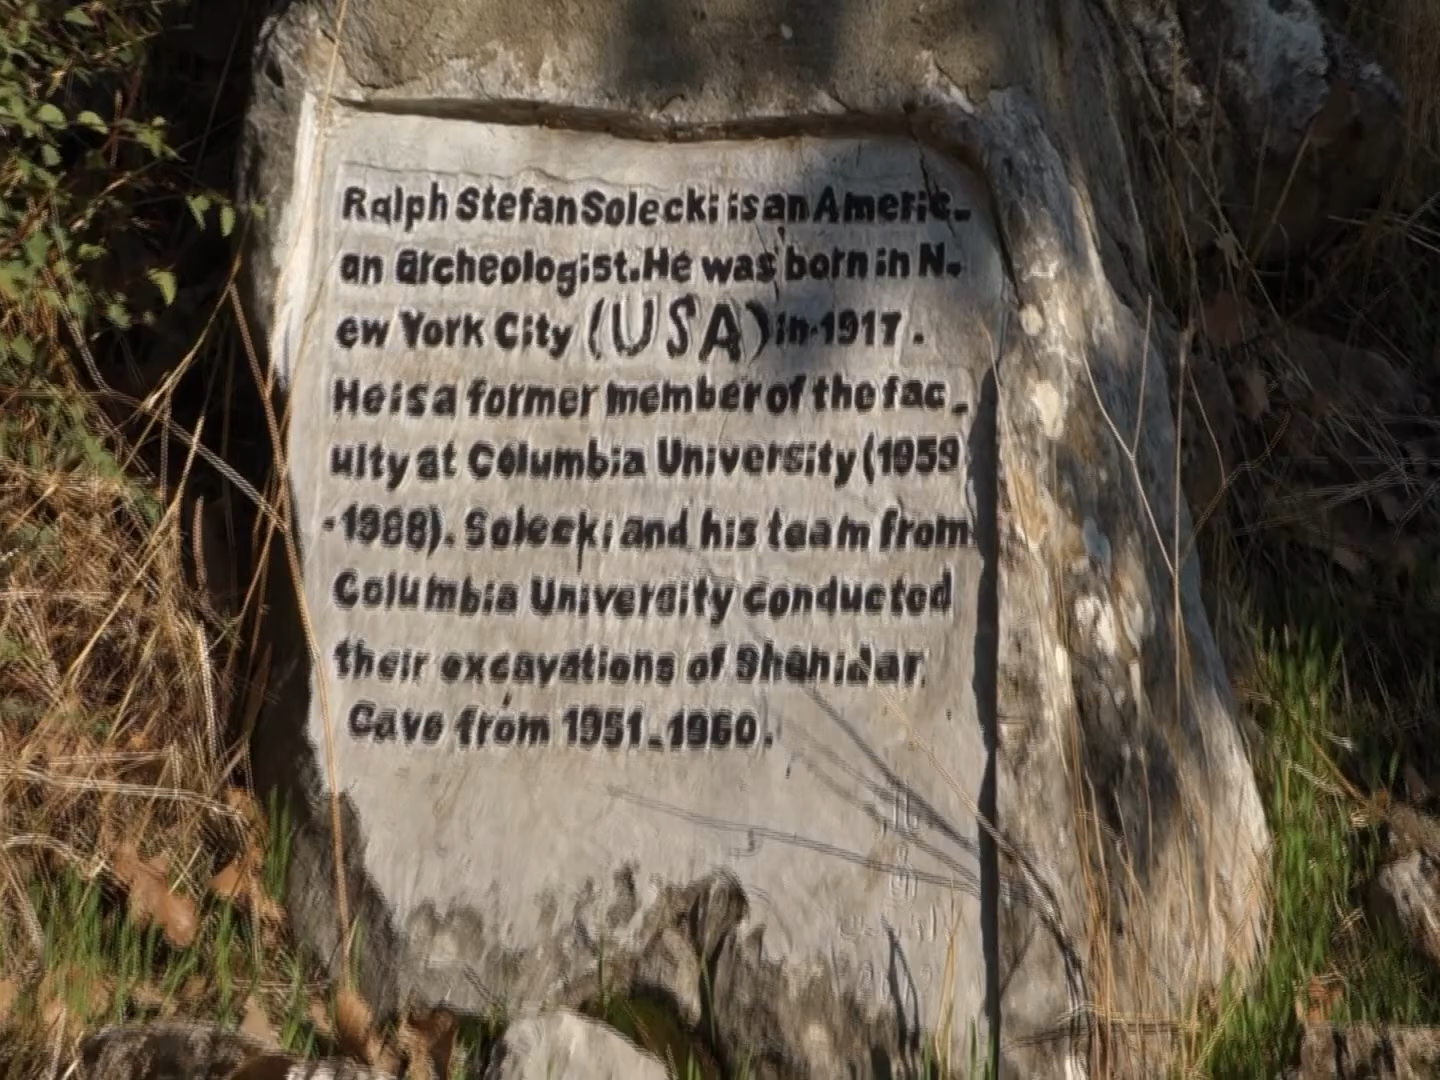 Ralph Stefan Solecki is an Americ-
an archeologist. He was born in N-
ew York City (USA) in 1917.
He is a former member of the fac-
ulty at Columbia University (1959
-1988). Solecki and his team from
Columbia University conducted
their excavations of Shanidar
Cave from 1951-1960.